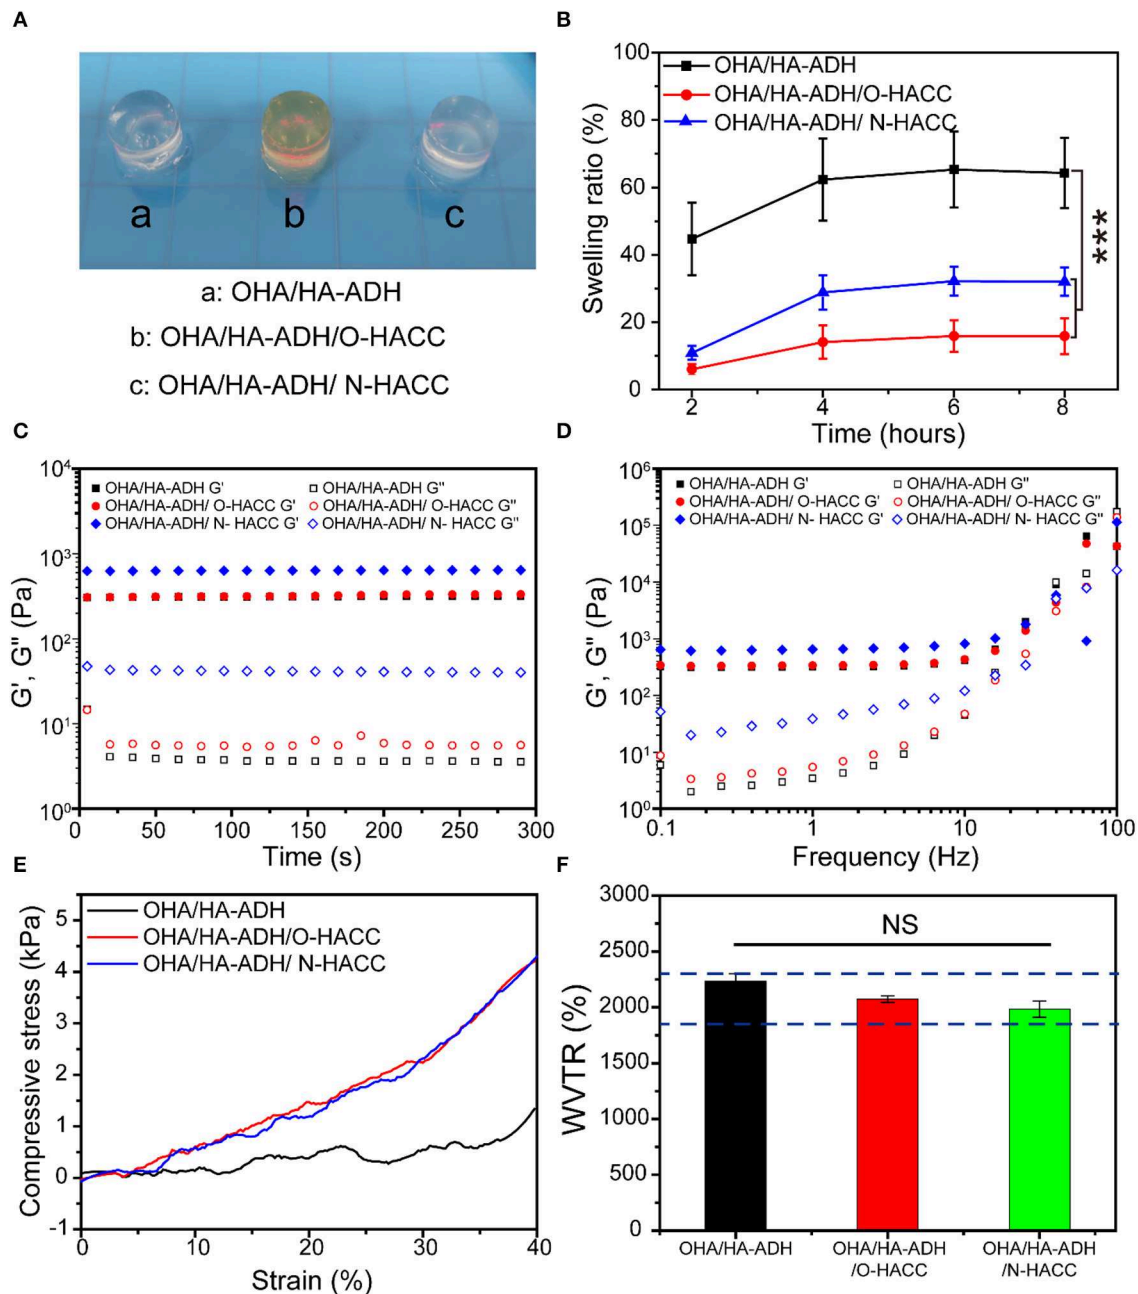 A
a b c
a: OHA/HA-ADH
b: OHA/HA-ADH/O-HACC
c: OHA/HA-ADH/ N-HACC
B
100
80
60
40
20
0
Swelling ratio (%)
OHA/HA-ADH
OHA/HA-ADH/O-HACC
OHA/HA-ADH/ N-HACC
***
2 4 6 8
Time (hours)
C
10⁴
10³
10²
10¹
10⁰
G', G" (Pa)
OHA/HA-ADH G' OHA/HA-ADH G"
OHA/HA-ADH/ O-HACC G' OHA/HA-ADH/ O-HACC G"
OHA/HA-ADH/ N- HACC G' OHA/HA-ADH/ N- HACC G"
0 50 100 150 200 250 300
Time (s)
D
10⁶
10⁵
10⁴
10³
10²
10¹
10⁰
G', G" (Pa)
OHA/HA-ADH G' OHA/HA-ADH G"
OHA/HA-ADH/ O-HACC G' OHA/HA-ADH/ O-HACC G"
OHA/HA-ADH/ N- HACC G' OHA/HA-ADH/ N- HACC G"
0.1 1 10 100
Frequency (Hz)
E
5
4
3
2
1
0
-1
Compressive stress (kPa)
OHA/HA-ADH
OHA/HA-ADH/O-HACC
OHA/HA-ADH/ N-HACC
0 10 20 30 40
Strain (%)
F
3000
2500
2000
1500
1000
500
0
WVTR (%)
NS
OHA/HA-ADH OHA/HA-ADH OHA/HA-ADH
/O-HACC /N-HACC